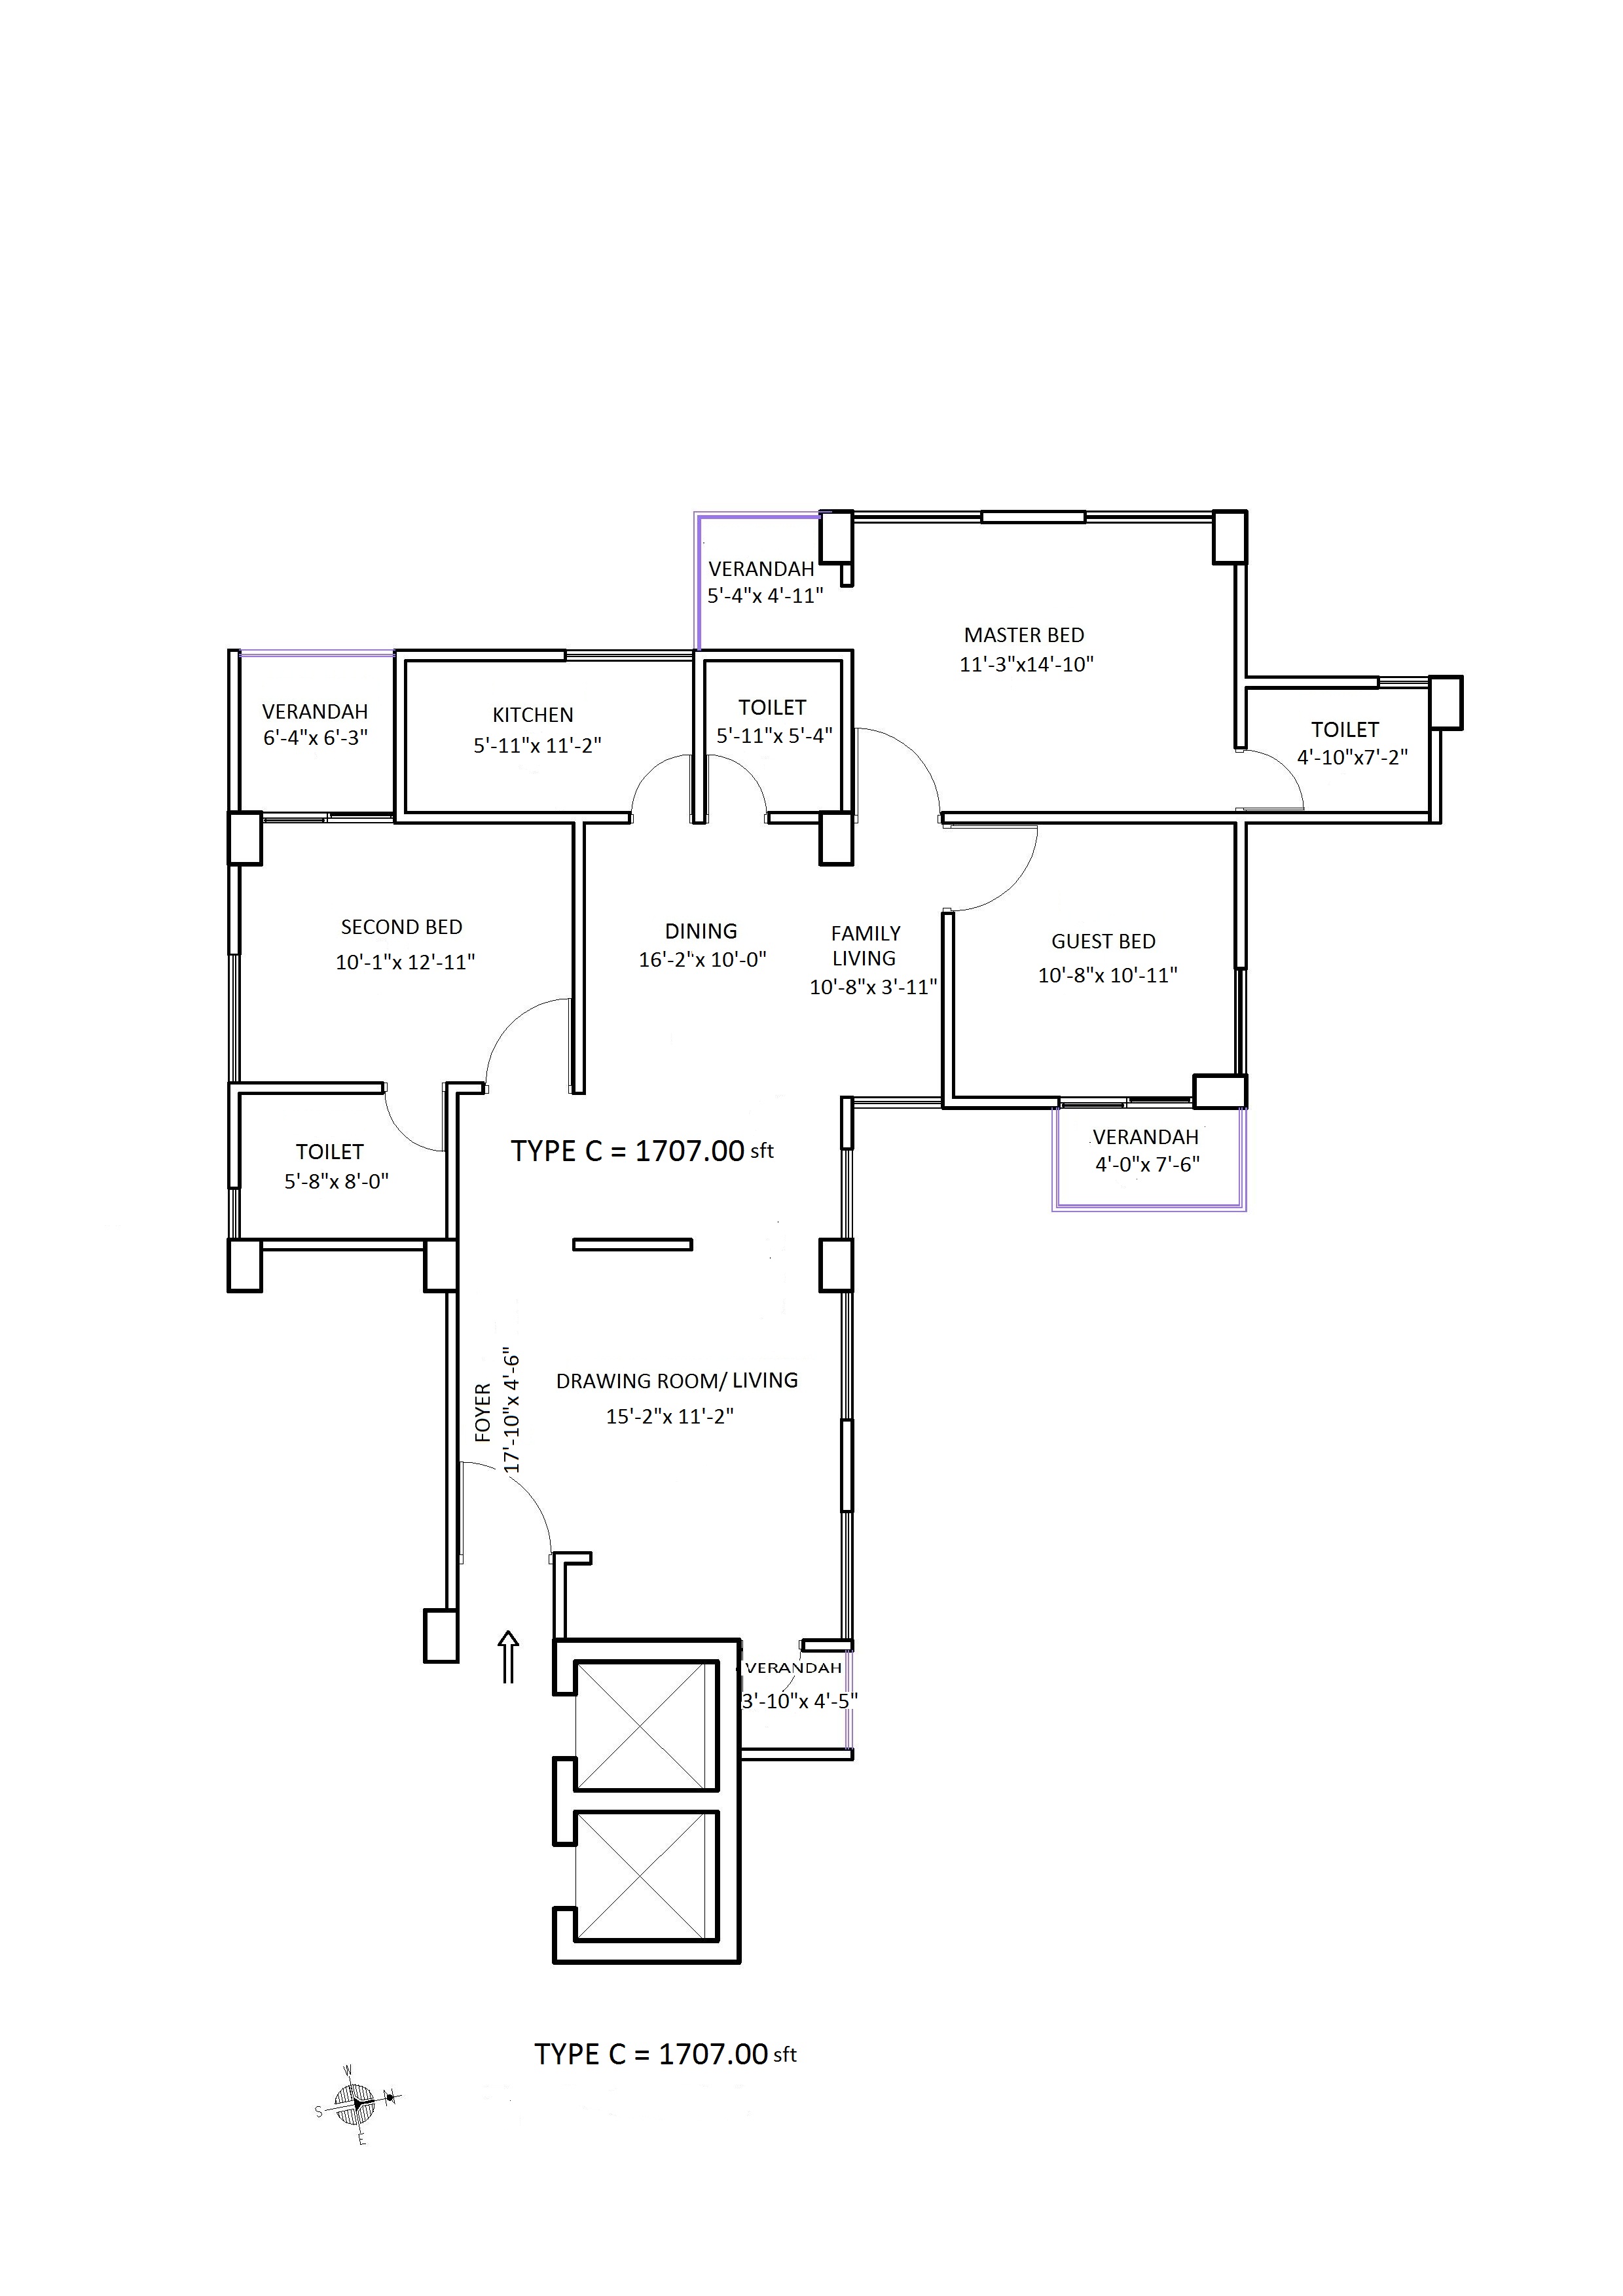 VERANDAH
5'-4"x 4'-11"
MASTER BED
11'-3"x14'-10"
VERANDAH
6'-4"x 6'-3"
KITCHEN
5'-11"x 11'-2"
TOILET
5'-11"x 5'-4"
TOILET
4'-10"x7'-2"
SECOND BED
10'-1"x 12'-11"
DINING
16'-2"x 10'-0"
FAMILY
LIVING
10'-8"x 3'-11"
GUEST BED
10'-8"x 10'-11"
TOILET
5'-8"x 8'-0"
TYPE C = 1707.00 sft
VERANDAH
4'-0"x 7'-6"
FOYER
17'-10"x 4'-6"
DRAWING ROOM/ LIVING
15'-2"x 11'-2"
VERANDAH
3'-10"x 4'-5"
TYPE C = 1707.00 sft
W
N
S
E